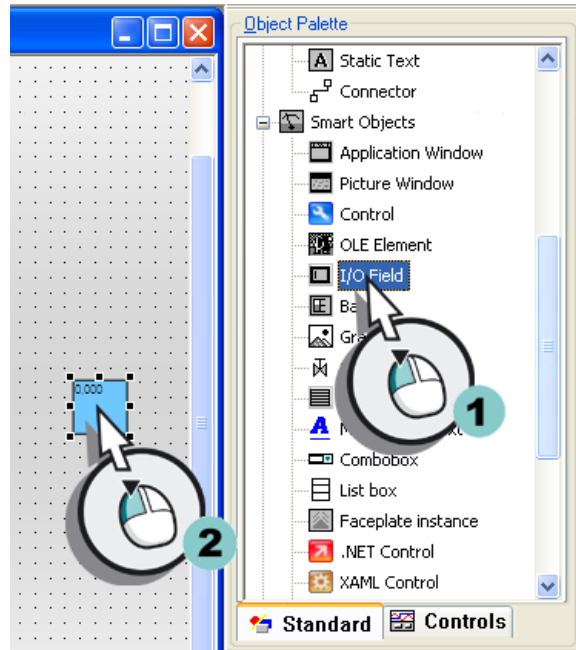 Object Palette
Static Text
Connector
Smart Objects
Application Window
Picture Window
Control
OLE Element
I/O Field
0.000
1
Combobox
List box
Faceplate instance
2
.NET Control
XAML Control
Standard
Controls